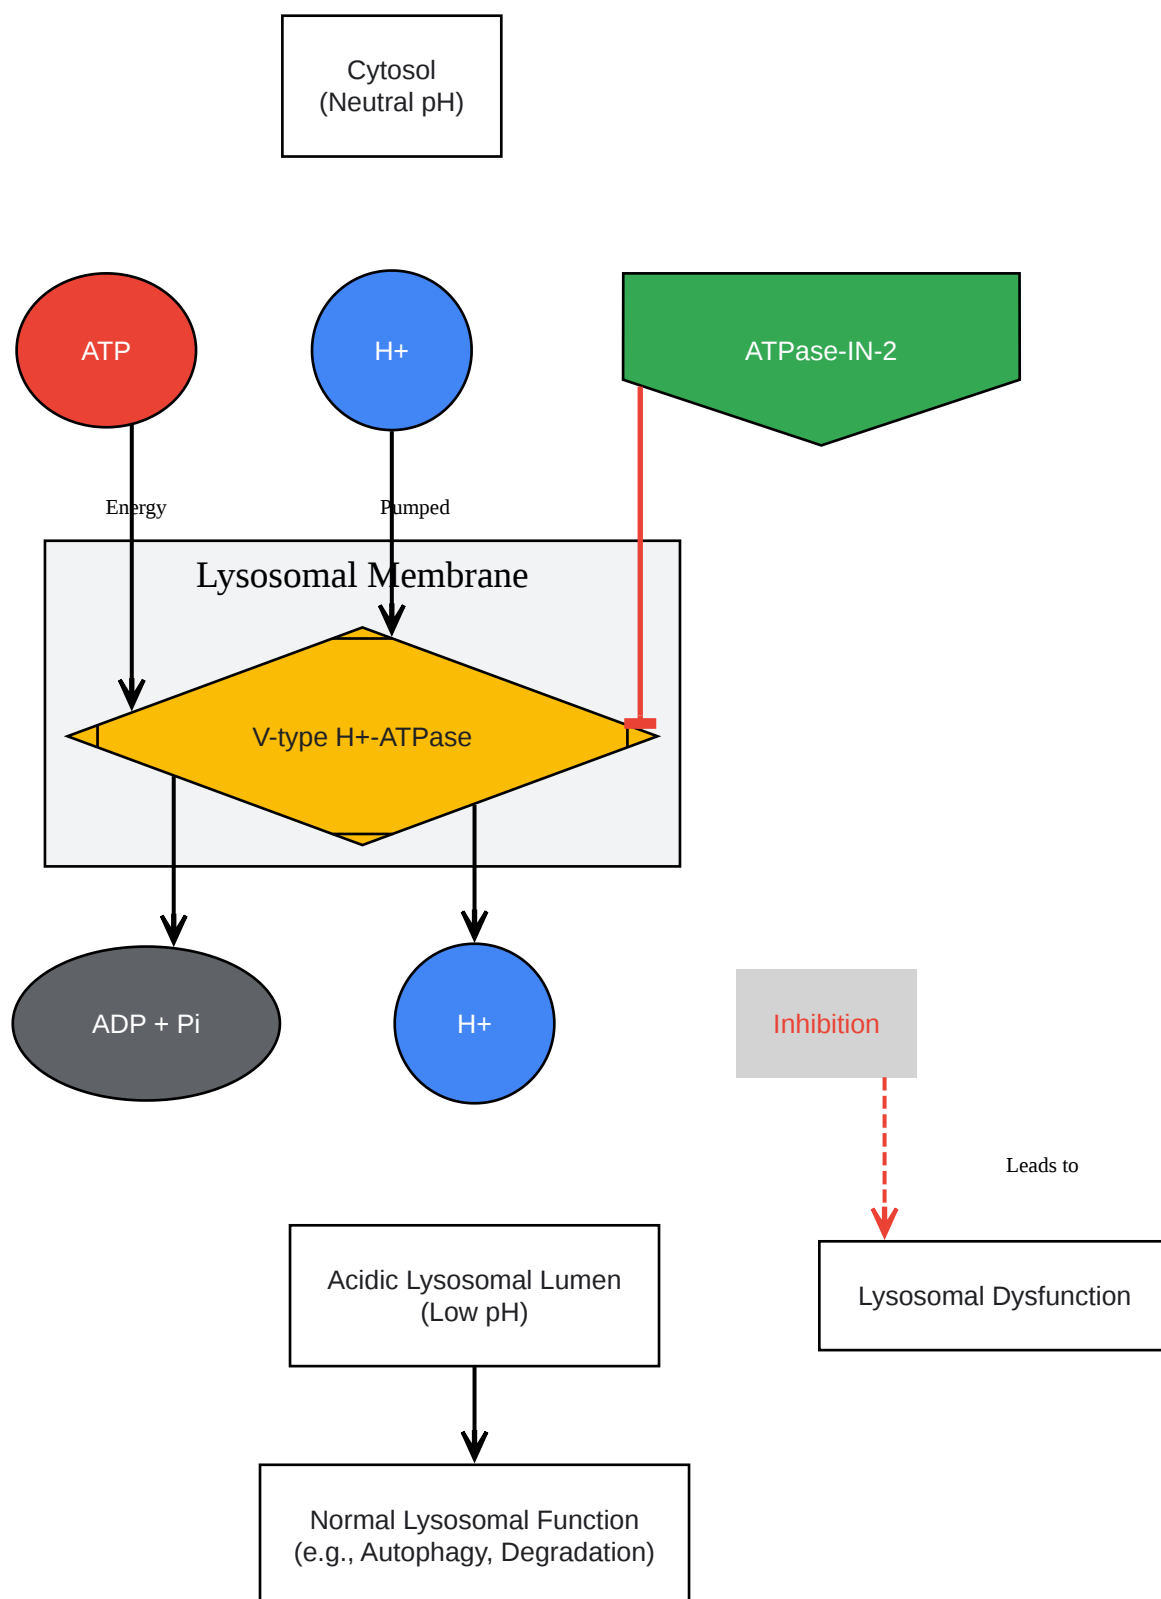 Cytosol
(Neutral pH)
ATP
H+
ATPase-IN-2
Energy
Pumped
Lysosomal Membrane
V-type H+-ATPase
ADP + Pi
H+
Inhibition
Leads to
Acidic Lysosomal Lumen
(Low pH)
Lysosomal Dysfunction
Normal Lysosomal Function
(e.g., Autophagy, Degradation)